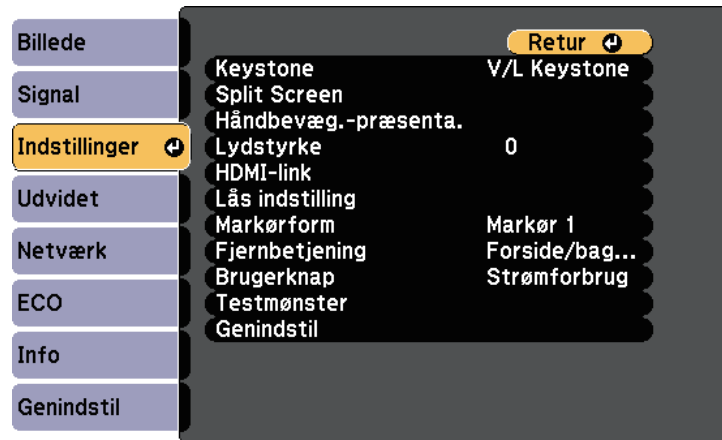 Billede
Signal
Indstillinger
Udvidet
Netværk
ECO
Info
Genindstil
Retur
Keystone V/L Keystone
Split Screen
Håndbevæg.-præsenta.
Lydstyrke 0
HDMI-link
Lås indstilling
Markørform Markør 1
Fjernbetjening Forside/bag...
Brugerknap Strømforbrug
Testmønster
Genindstil